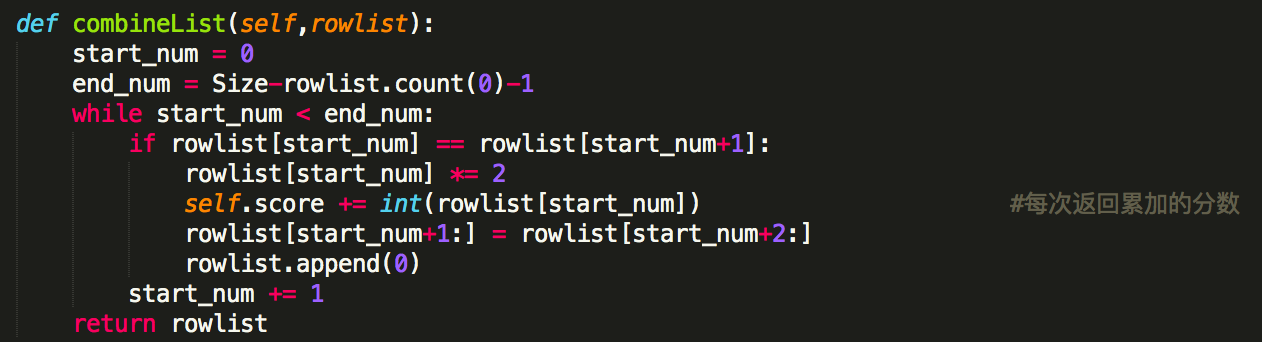 def combineList(self,rowlist):
    start_num = 0
    end_num = Size-rowlist.count(0)-1
    while start_num < end_num:
        if rowlist[start_num] == rowlist[start_num+1]:
            rowlist[start_num] *= 2
            self.score += int(rowlist[start_num])                      #每次返回累加的分数
            rowlist[start_num+1:] = rowlist[start_num+2:]
            rowlist.append(0)
        start_num += 1
    return rowlist